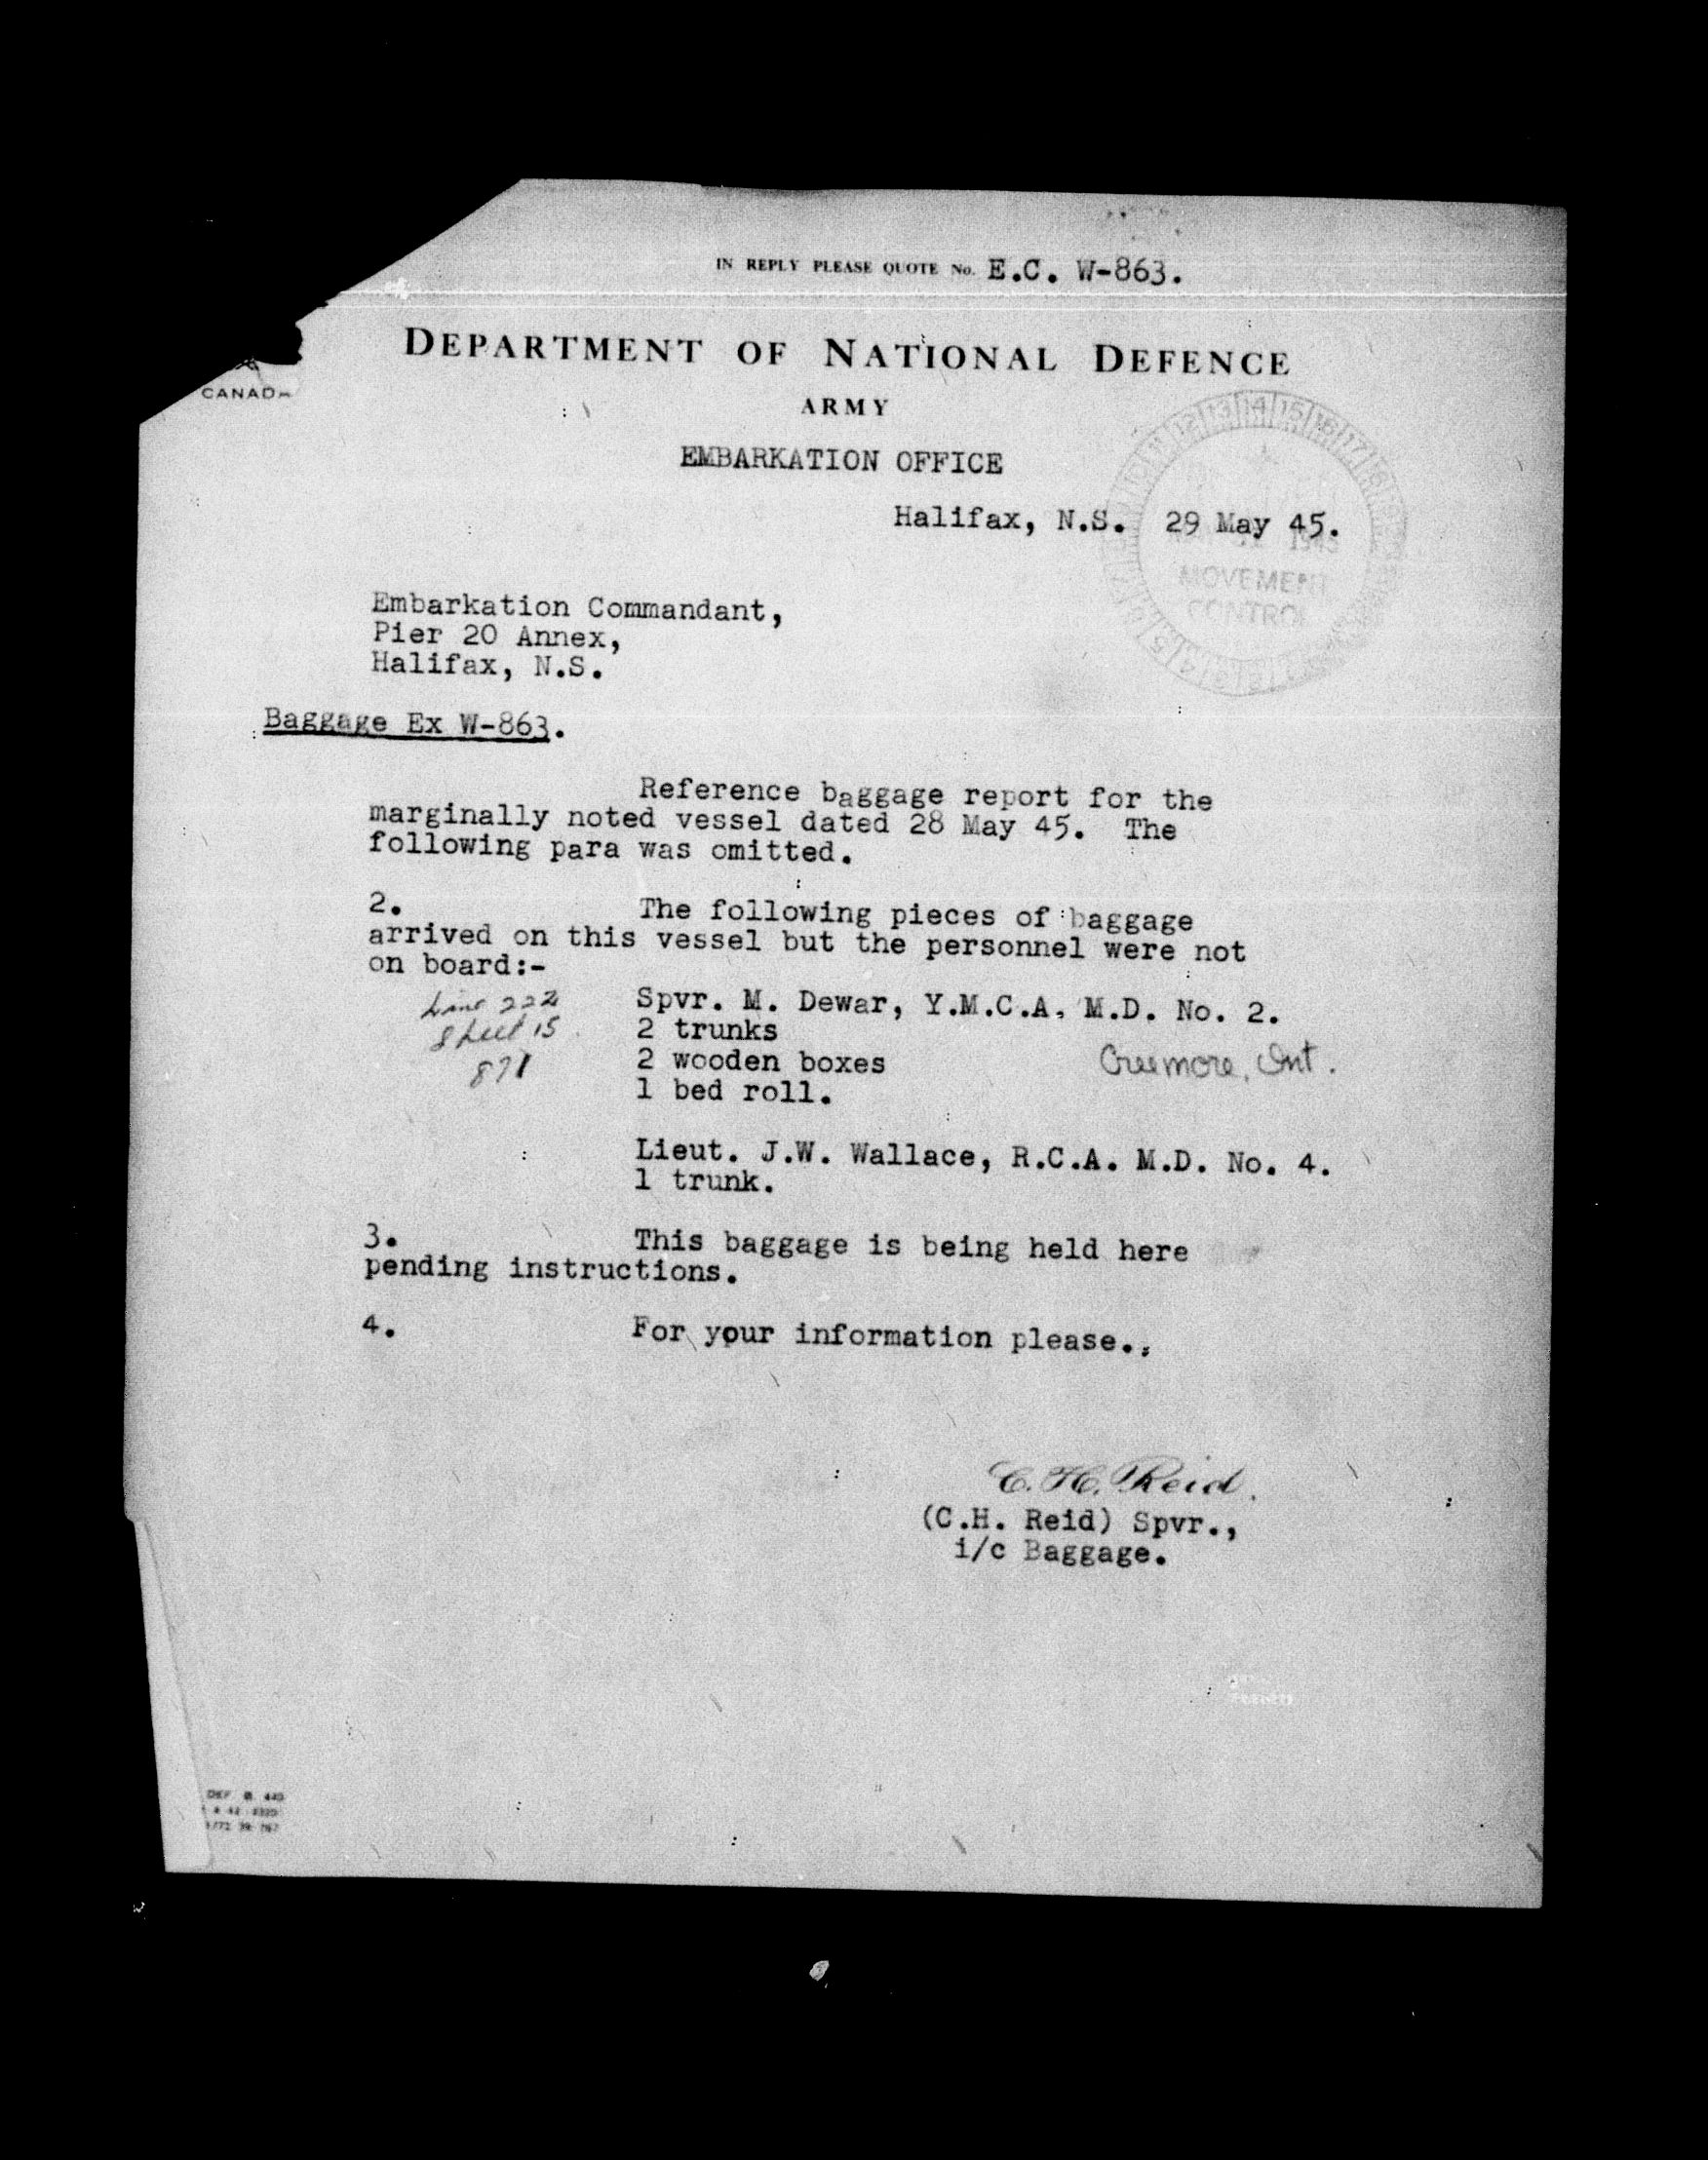 IN REPLY PLEASE QUOTE No. E.C. W-863.
DEPARTMENT OF NATIONAL DEFENCE
CANAD
ARMY
EMBARKATION OFFICE
Halifax, N.S. 29 May 45.
1945
MOVEMENT
CONTROL
Embarkation Commandant,
Pier 20 Annex,
Halifax, N.S.
Baggage Ex W-863.
Reference baggage report for the
marginally noted vessel dated 28 May 45. The
following para was omitted.
2. The following pieces of baggage
arrived on this vessel but the personnel were not
on board:-
Line 222
Sheet 15
871
Spvr. M. Dewar, Y.M.C.A, M.D. No. 2.
2 trunks
2 wooden boxes
Creemore, Ont.
1 bed roll.
Lieut. J.W. Wallace, R.C.A. M.D. No. 4.
1 trunk.
3. This baggage is being held here
pending instructions.
4. For your information please.
C.H. Reid.
(C.H. Reid) Spvr.,
i/c Baggage.